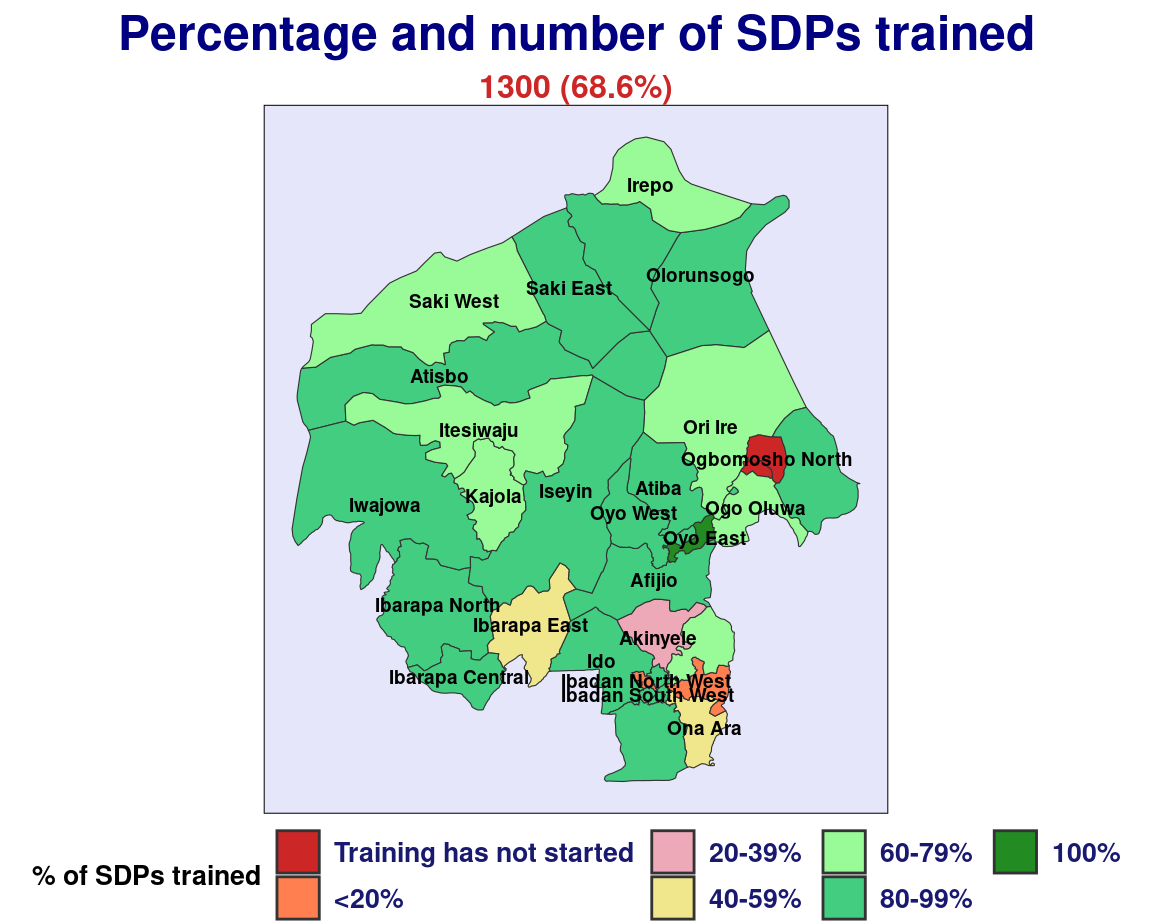 Percentage and number of SDPs trained
1300 (68.6%)
Irepo
Olorunsogo
Saki East
Saki West
Atisbo
Ori Ire
Itesiwaju
Ogbomosho North
Atiba
Iseyin
Kajola
Iwajowa
Ogo Oluwa
Oyo West
Oyo East
Afijio
Ibarapa North
Ibarapa East
Akinyele
Ido
Ibarapa Central
Ibadan North West
Ibadan South West
Ona Ara
% of SDPs trained
Training has not started
<20%
20-39%
40-59%
60-79%
80-99%
100%